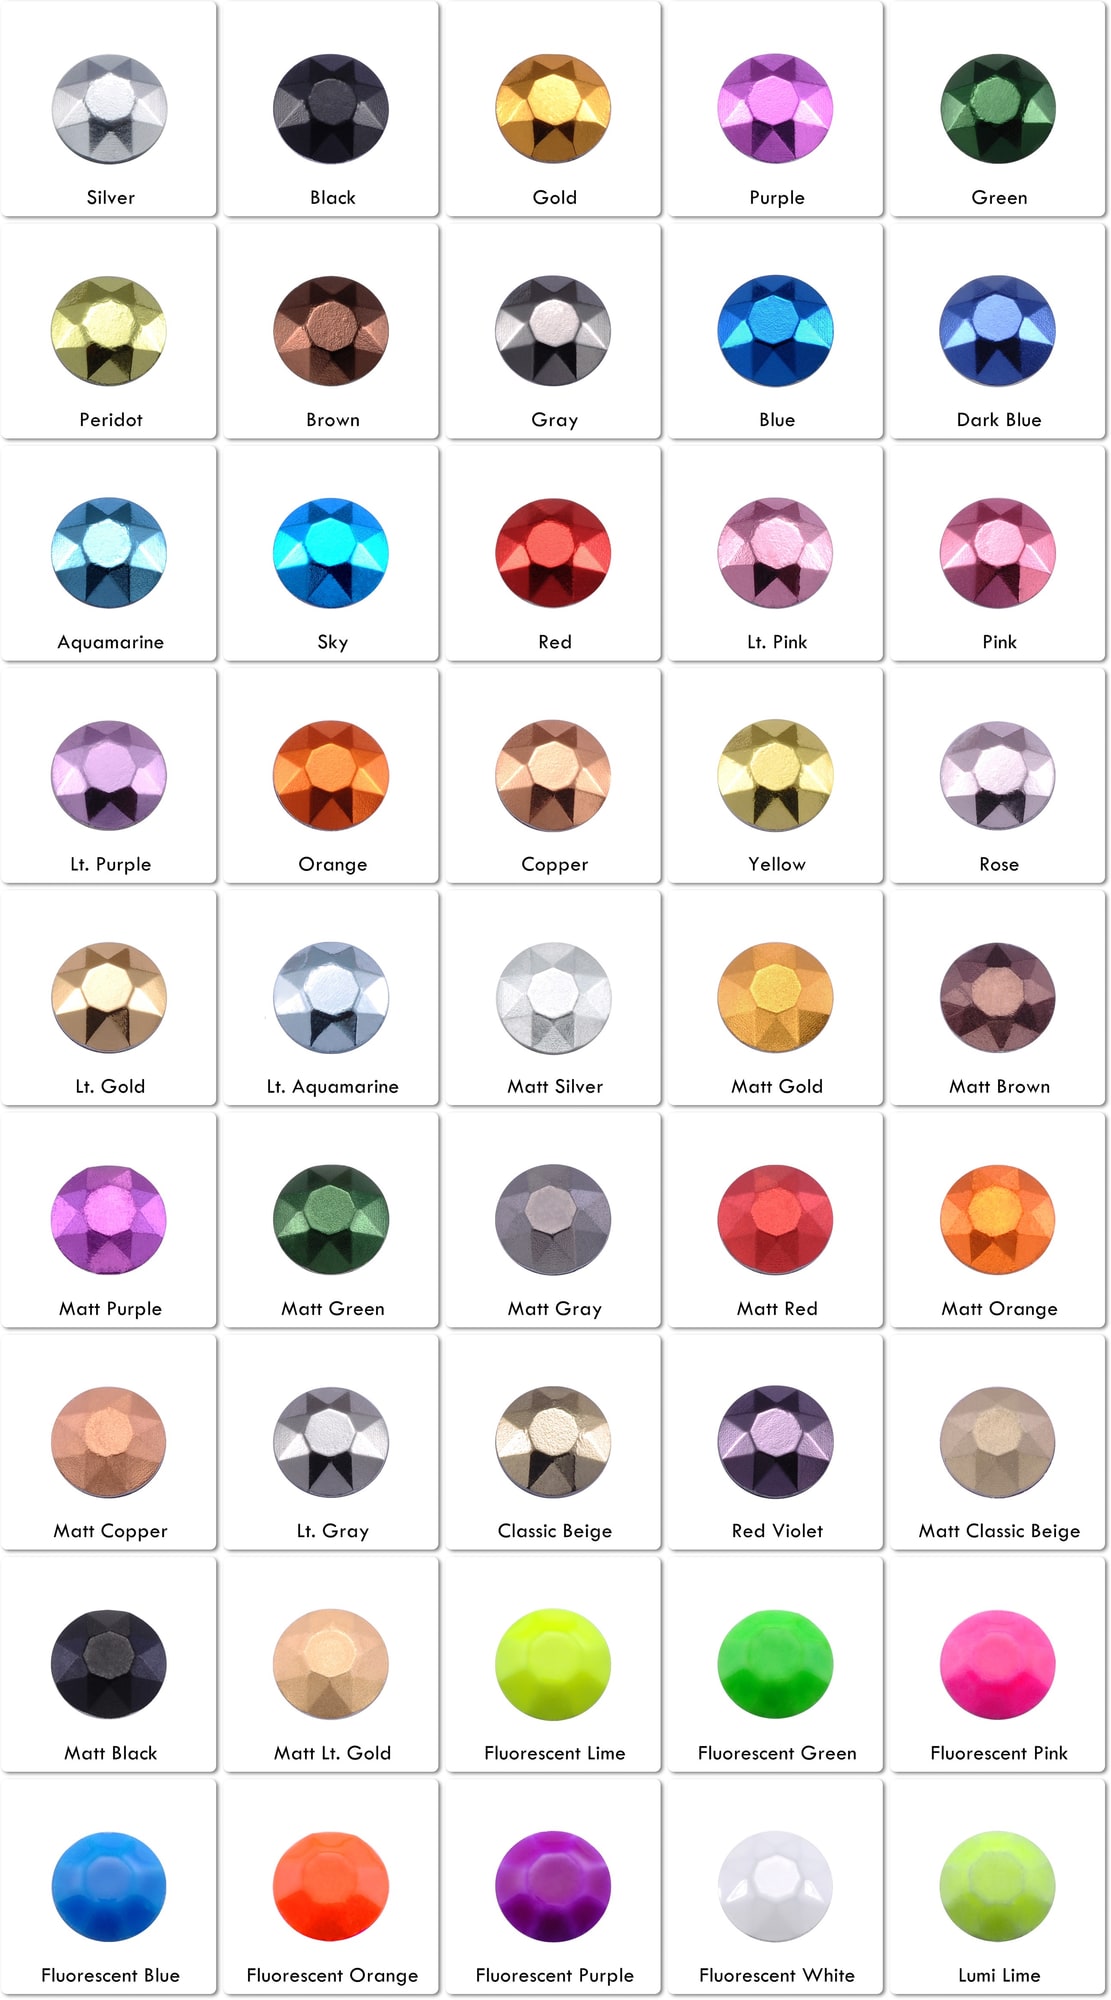 Silver
Black
Gold
Purple
Green
Peridot
Brown
Gray
Blue
Dark Blue
Aquamarine
Sky
Red
Lt. Pink
Pink
Lt. Purple
Orange
Copper
Yellow
Rose
Lt. Gold
Lt. Aquamarine
Matt Silver
Matt Gold
Matt Brown
Matt Purple
Matt Green
Matt Gray
Matt Red
Matt Orange
Matt Copper
Lt. Gray
Classic Beige
Red Violet
Matt Classic Beige
Matt Black
Matt Lt. Gold
Fluorescent Lime
Fluorescent Green
Fluorescent Pink
Fluorescent Blue
Fluorescent Orange
Fluorescent Purple
Fluorescent White
Lumi Lime